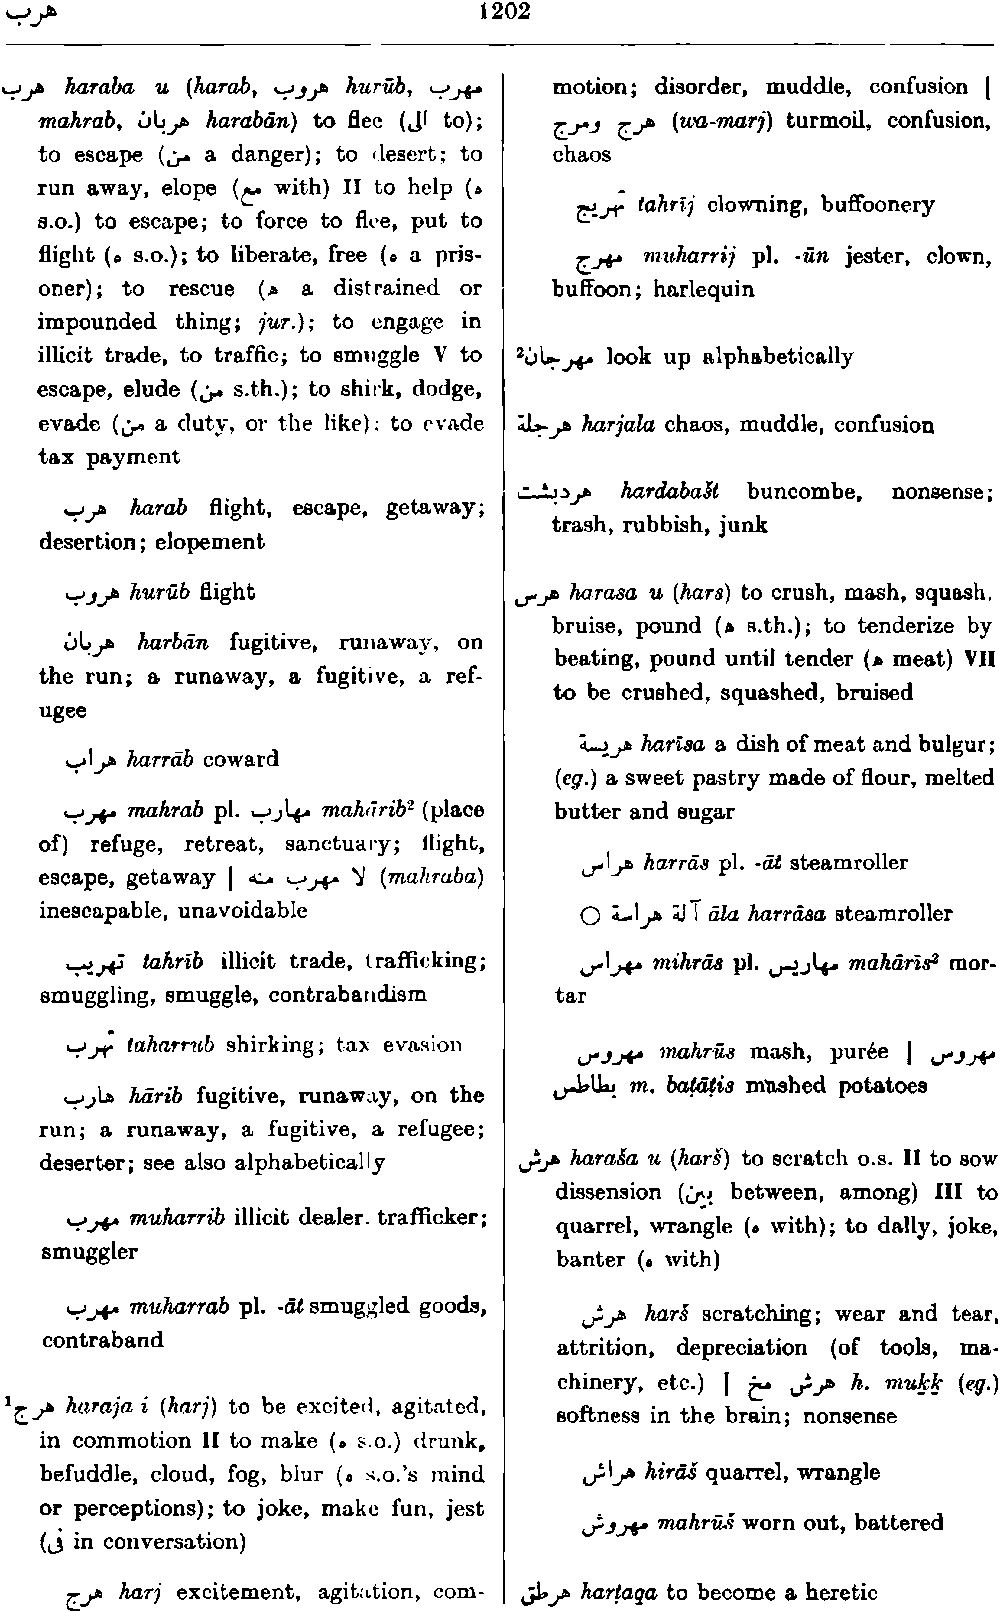 هرب
1202
هرب haraba u (harab, هروب hurūb, مهرب
mahrab, هربان harabān) to flee (الى to);
to escape (من a danger); to desert; to
run away, elope (مع with) II to help (ه
s.o.) to escape; to force to flee, put to
flight (ه s.o.); to liberate, free (ه a pris-
oner); to rescue (ه a distrained or
impounded thing; jur.); to engage in
illicit trade, to traffic; to smuggle V to
escape, elude (من s.th.); to shirk, dodge,
evade (من a duty, or the like); to evade
tax payment
هرب harab flight, escape, getaway;
desertion; elopement
هروب hurūb flight
هربان harbān fugitive, runaway, on
the run; a runaway, a fugitive, a ref-
ugee
هراب harrāb coward
مهرب mahrab pl. مهارب mahārib² (place
of) refuge, retreat, sanctuary; flight,
escape, getaway | لا مهرب منه (mahraba)
inescapable, unavoidable
تهريب tahrīb illicit trade, trafficking;
smuggling, smuggle, contrabandism
تهرب taharrub shirking; tax evasion
هارب hārib fugitive, runaway, on the
run; a runaway, a fugitive, a refugee;
deserter; see also alphabetically
مهرب muharrib illicit dealer. trafficker;
smuggler
مهرب muharrab pl. -āt smuggled goods,
contraband
¹هرج haraja i (harj) to be excited, agitated,
in commotion II to make (ه s.o.) drunk,
befuddle, cloud, fog, blur (ه s.o.'s mind
or perceptions); to joke, make fun, jest
(فى in conversation)
هرج harj excitement, agitation, com-
motion; disorder, muddle, confusion |
هرج ومرج (wa-marj) turmoil, confusion,
chaos
تهريج tahrīj clowning, buffoonery
مهرج muharrij pl. -ūn jester, clown,
buffoon; harlequin
²مهرجان look up alphabetically
هرجلة harjala chaos, muddle, confusion
هردبشت hardabašt buncombe, nonsense;
trash, rubbish, junk
هرس harasa u (hars) to crush, mash, squash,
bruise, pound (ه s.th.); to tenderize by
beating, pound until tender (ه meat) VII
to be crushed, squashed, bruised
هريسة harīsa a dish of meat and bulgur;
(eg.) a sweet pastry made of flour, melted
butter and sugar
هراس harrās pl. -āt steamroller
○ آلة هراسة āla harrāsa steamroller
مهراس mihrās pl. مهاريس mahārīs² mor-
tar
مهروس mahrūs mash, purée | مهروس
بطاطس m. baṭāṭis mashed potatoes
هرش haraša u (harš) to scratch o.s. II to sow
dissension (بين between, among) III to
quarrel, wrangle (ه with); to dally, joke,
banter (ه with)
هرش harš scratching; wear and tear,
attrition, depreciation (of tools, ma-
chinery, etc.) | هرش مخ h. muḵḵ (eg.)
softness in the brain; nonsense
هراش hirāš quarrel, wrangle
مهروش mahrūš worn out, battered
هرطق harṭaqa to become a heretic